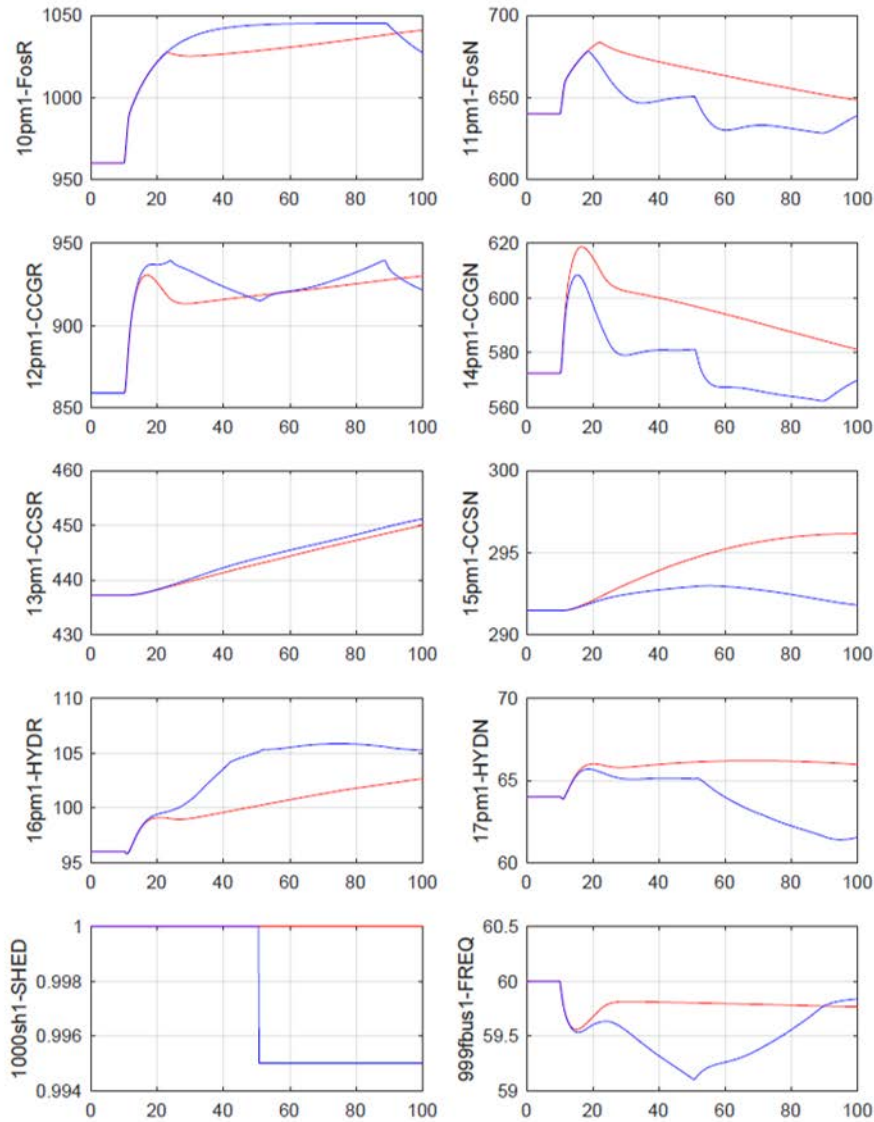 1050
1000
950
10pm1-FosR
0 20 40 60 80 100
700
650
600
11pm1-FosN
0 20 40 60 80 100
950
900
850
12pm1-CCGR
0 20 40 60 80 100
620
600
580
560
14pm1-CCGN
0 20 40 60 80 100
460
450
440
430
13pm1-CCSR
0 20 40 60 80 100
300
295
290
15pm1-CCSN
0 20 40 60 80 100
110
105
100
95
16pm1-HYDR
0 20 40 60 80 100
70
65
60
17pm1-HYDN
0 20 40 60 80 100
1
0.998
0.996
0.994
1000sh1-SHED
0 20 40 60 80 100
60.5
60
59.5
59
999fbus1-FREQ
0 20 40 60 80 100